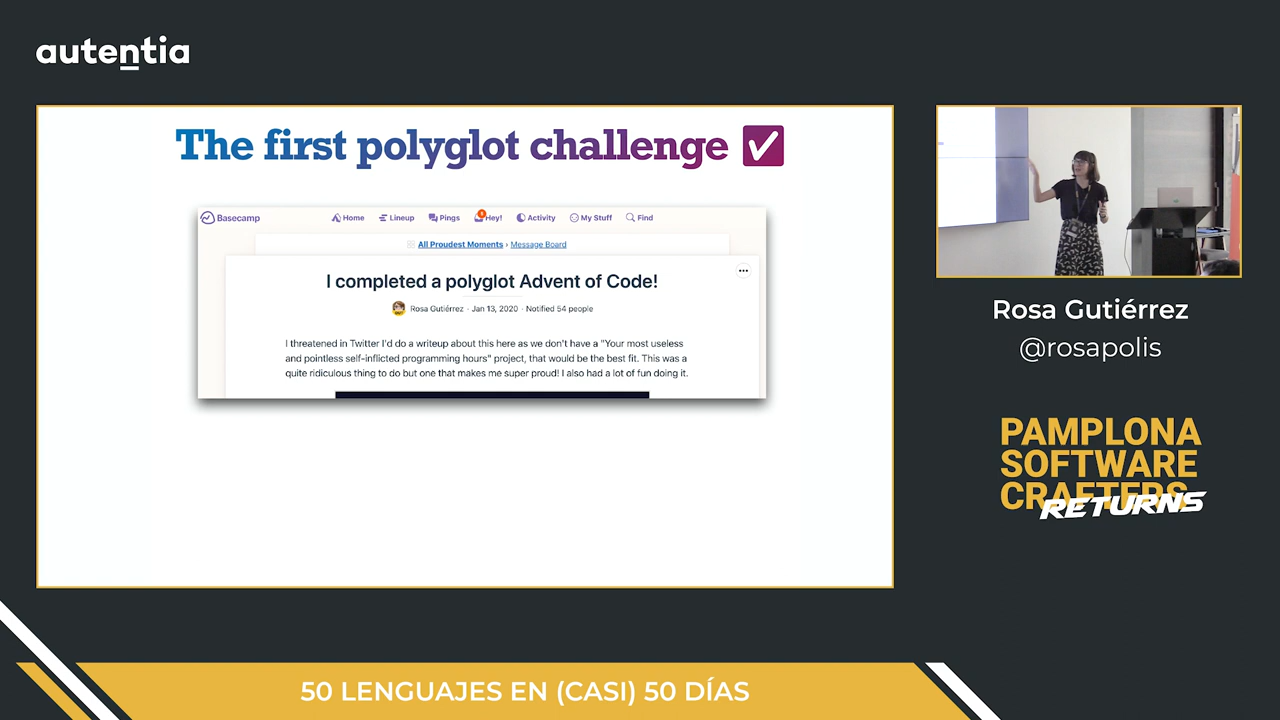 autentia
The first polyglot challenge ✅
Basecamp
Home Lineup Pings Hey! Activity My Stuff Find
All Proudest Moments › Message Board
I completed a polyglot Advent of Code!
Rosa Gutiérrez · Jan 13, 2020 · Notified 54 people
I threatened in Twitter I'd do a writeup about this here as we don't have a "Your most useless
and pointless self-inflicted programming hours" project, that would be the best fit. This was a
quite ridiculous thing to do but one that makes me super proud! I also had a lot of fun doing it.
Rosa Gutiérrez
@rosapolis
PAMPLONA
SOFTWARE
CRAFTERS
RETURNS
50 LENGUAJES EN (CASI) 50 DÍAS